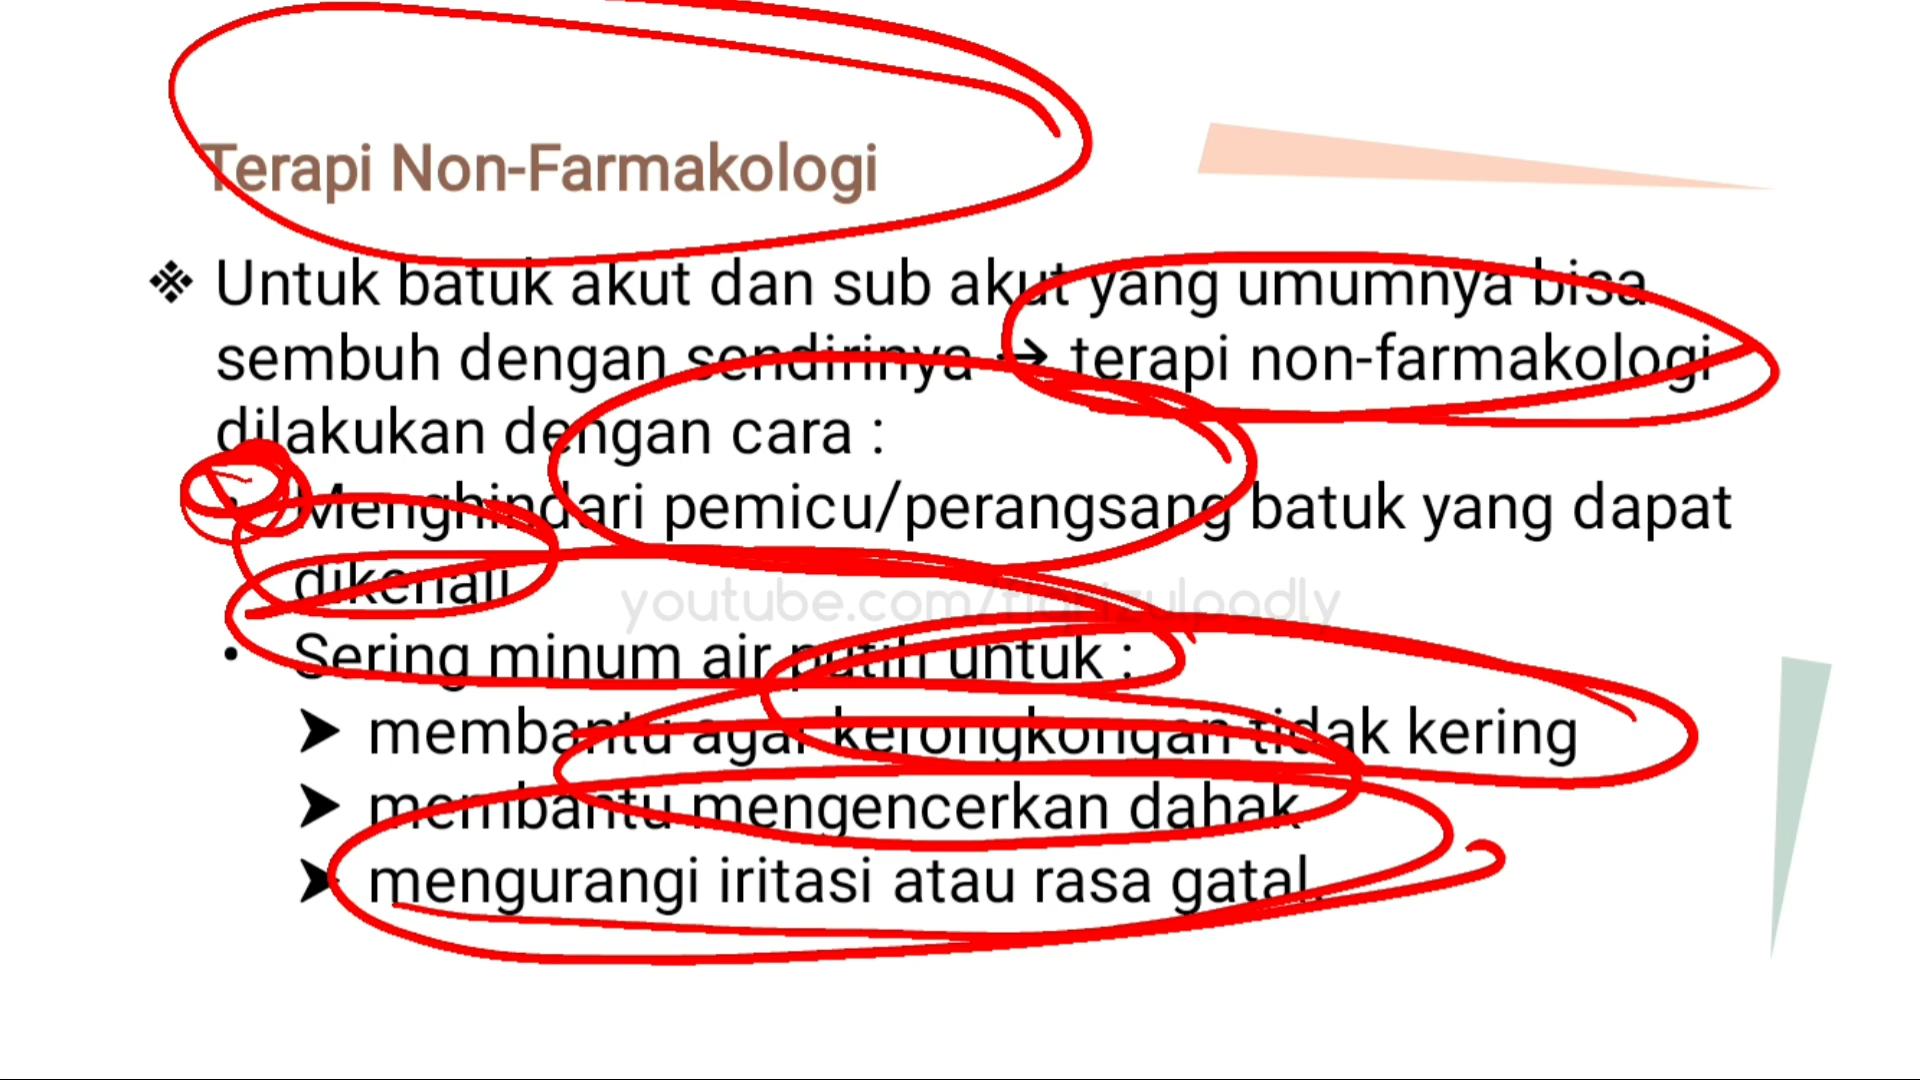 Terapi Non-Farmakologi
❖ Untuk batuk akut dan sub akut yang umumnya bisa
sembuh dengan sendirinya → terapi non-farmakologi
dilakukan dengan cara :
• Menghindari pemicu/perangsang batuk yang dapat
dikenali
• Sering minum air putih untuk :
➤ membantu agar kerongkongan tidak kering
➤ membantu mengencerkan dahak
➤ mengurangi iritasi atau rasa gatal.